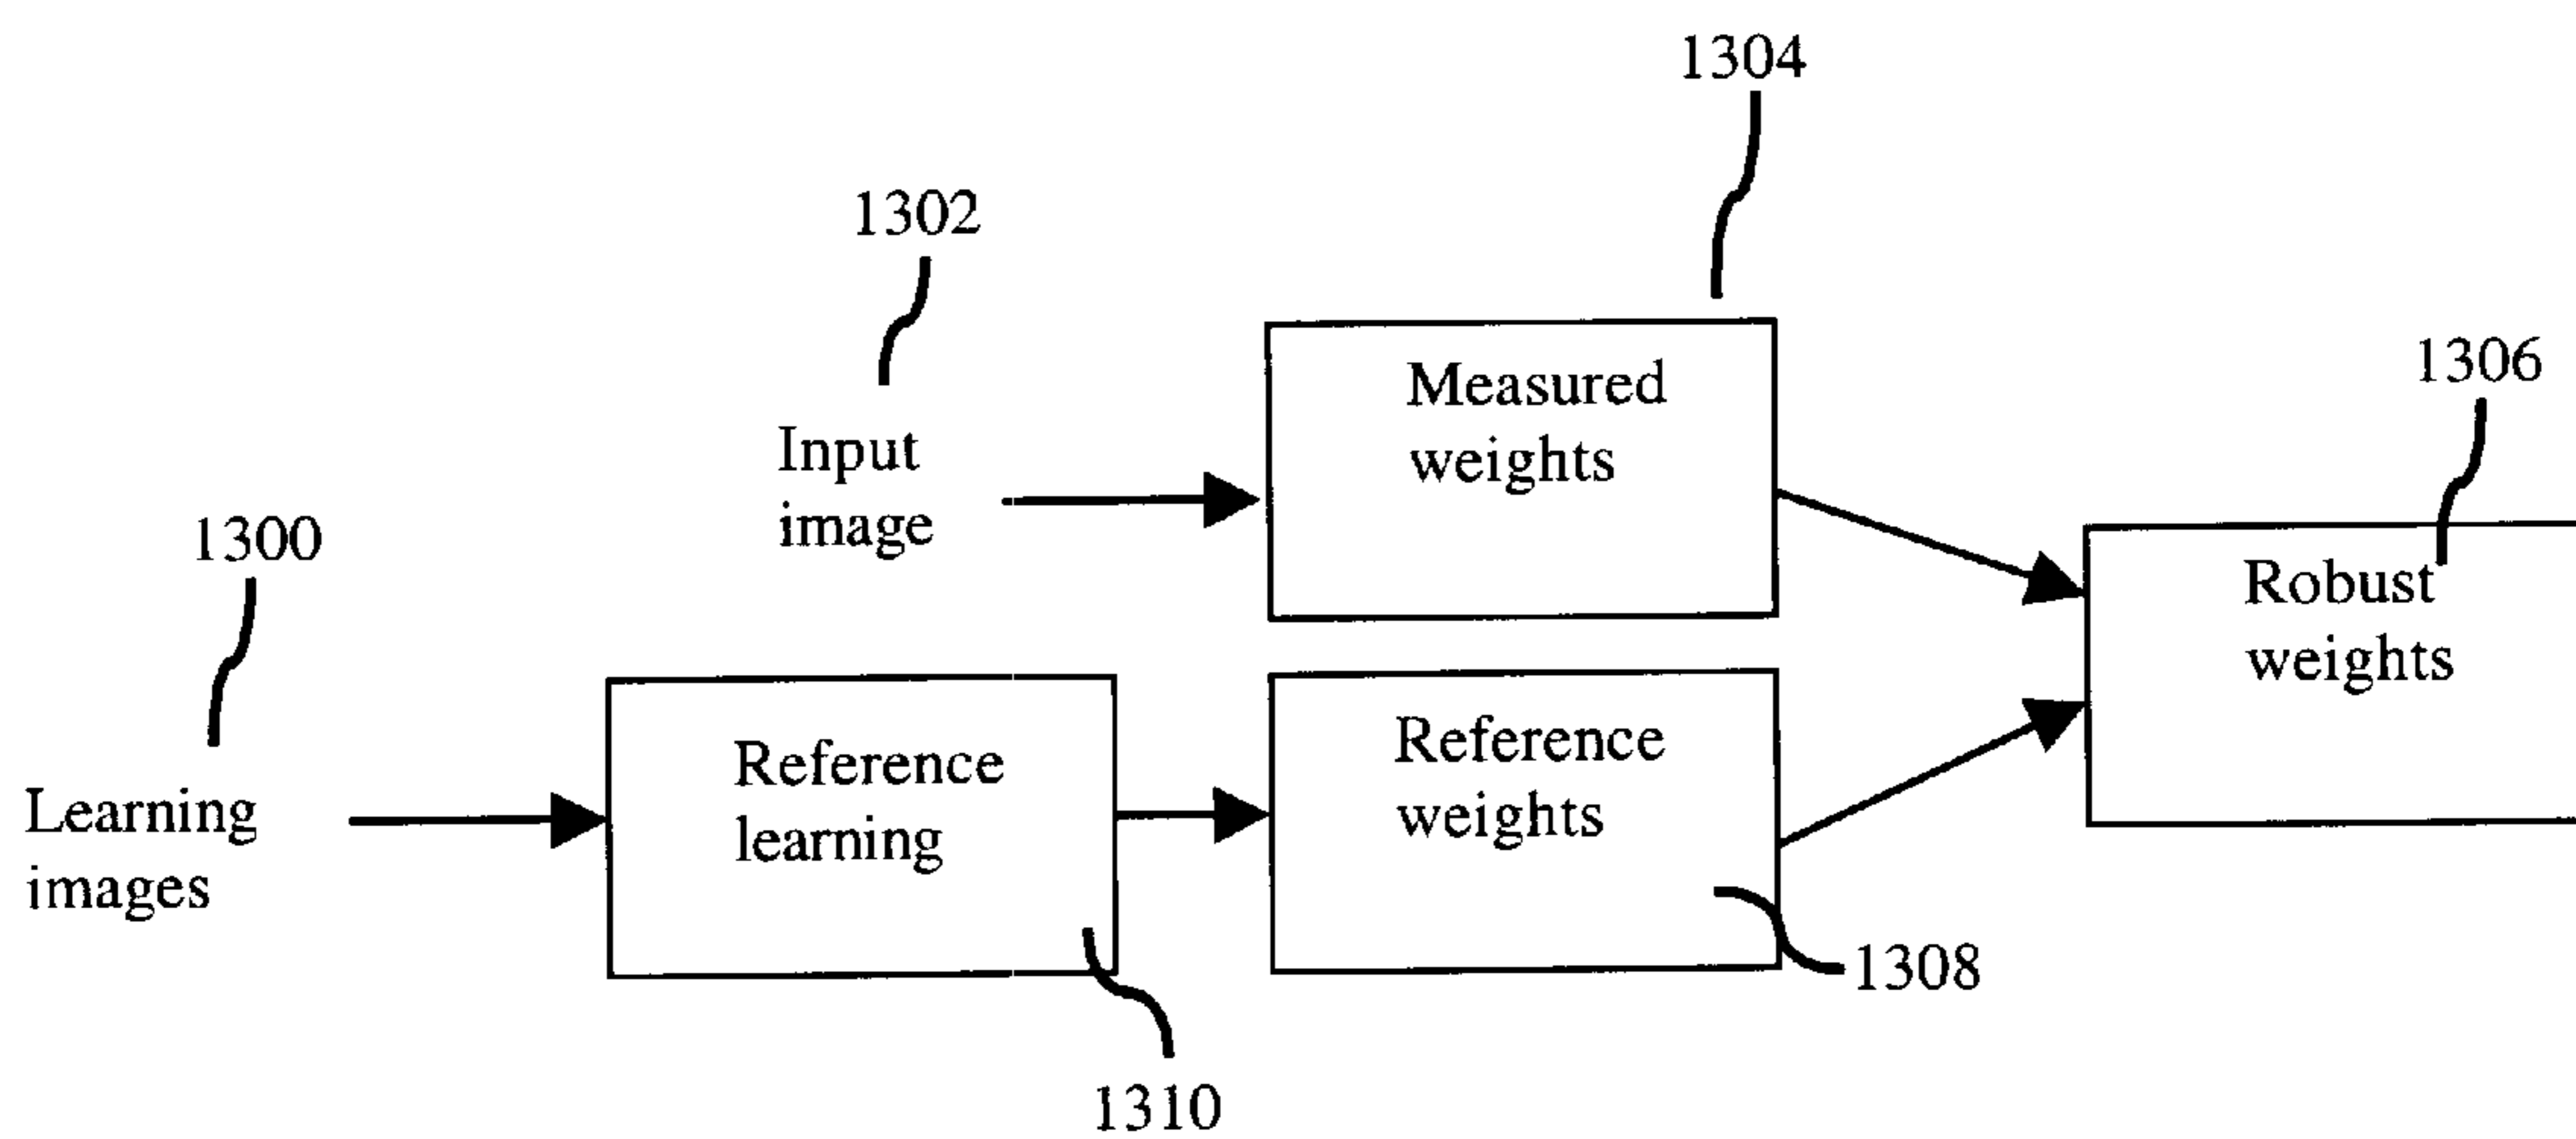 1304
1302
Measured
weights
1306
Input
image
1300
Robust
weights
Reference
learning
Reference
weights
Learning
images
1308
1310